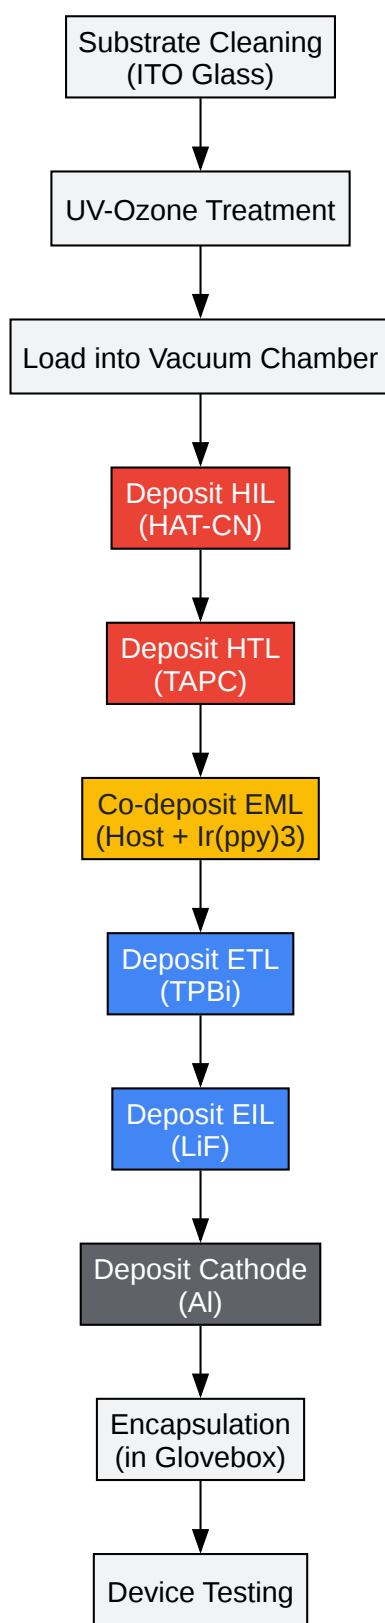 Substrate Cleaning
(ITO Glass)
UV-Ozone Treatment
Load into Vacuum Chamber
Deposit HIL
(HAT-CN)
Deposit HTL
(TAPC)
Co-deposit EML
(Host + Ir(ppy)3)
Deposit ETL
(TPBi)
Deposit EIL
(LiF)
Deposit Cathode
(Al)
Encapsulation
(in Glovebox)
Device Testing